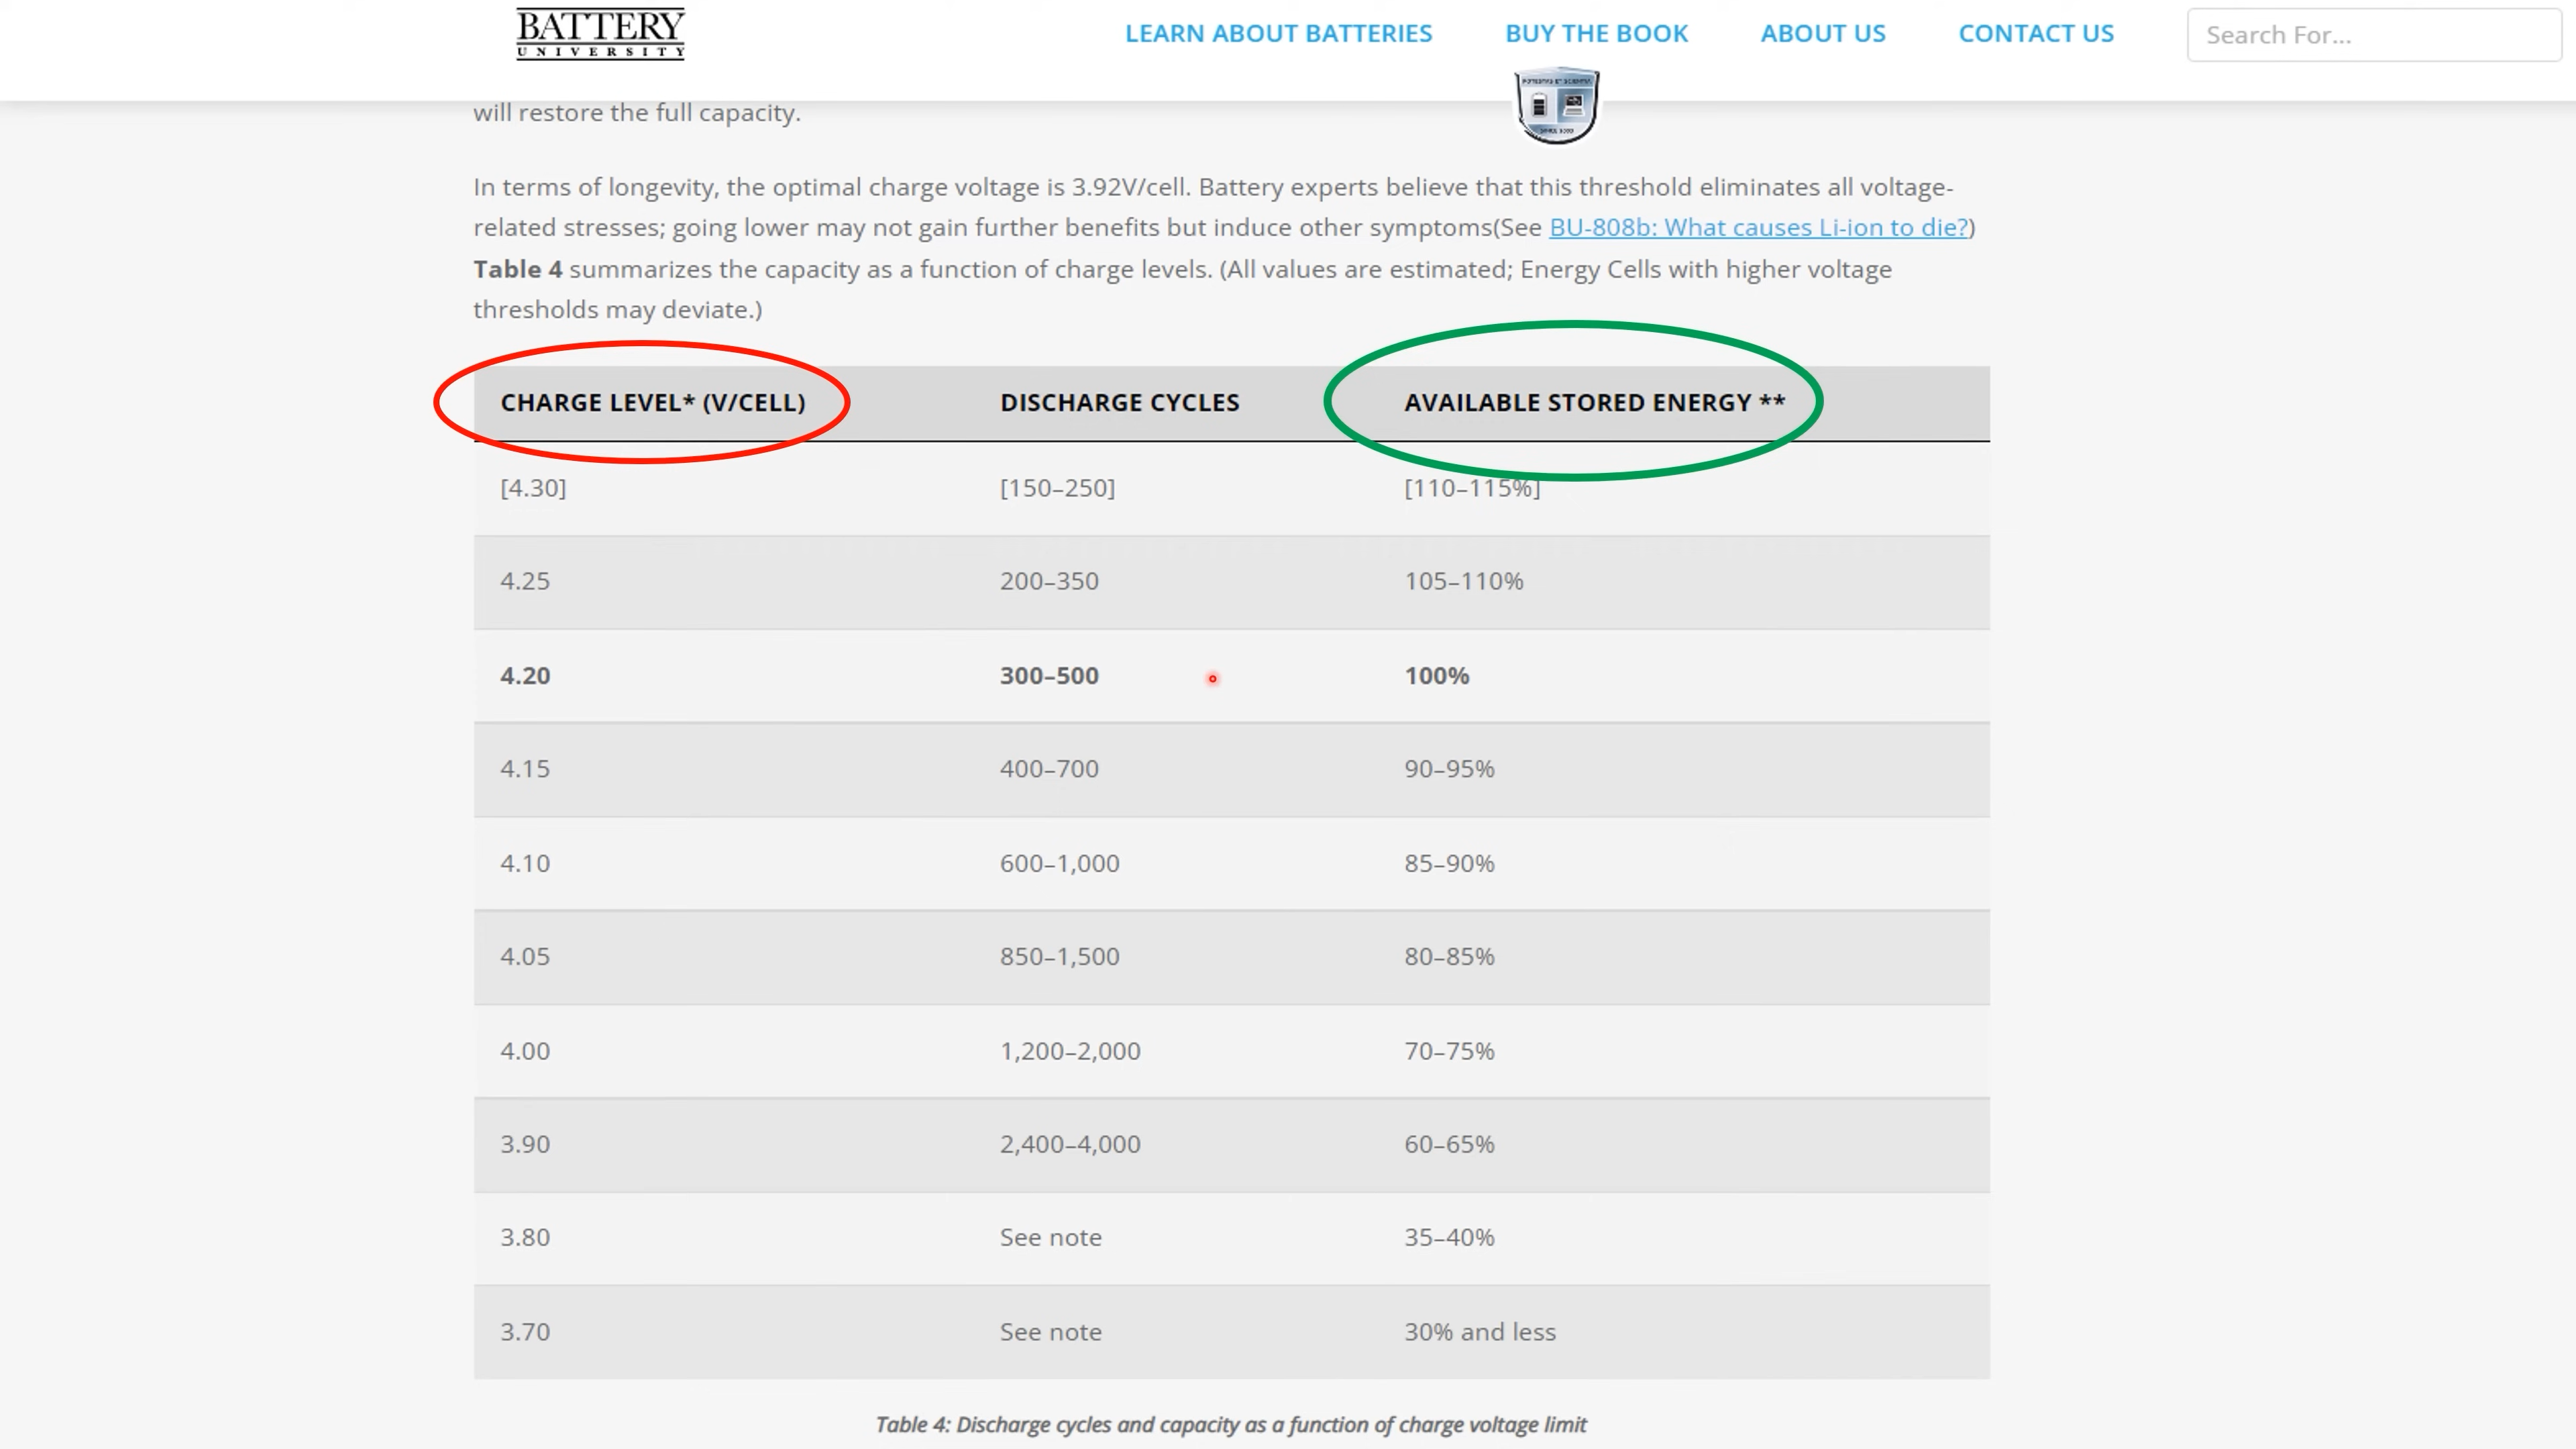 BATTERY
UNIVERSITY
LEARN ABOUT BATTERIES
BUY THE BOOK
ABOUT US
CONTACT US
Search For...
will restore the full capacity.
In terms of longevity, the optimal charge voltage is 3.92V/cell. Battery experts believe that this threshold eliminates all voltage-
related stresses; going lower may not gain further benefits but induce other symptoms(See BU-808b: What causes Li-ion to die?)
Table 4 summarizes the capacity as a function of charge levels. (All values are estimated; Energy Cells with higher voltage
thresholds may deviate.)
CHARGE LEVEL* (V/CELL) DISCHARGE CYCLES AVAILABLE STORED ENERGY **
[4.30] [150–250] [110–115%]
4.25 200–350 105–110%
4.20 300–500 100%
4.15 400–700 90–95%
4.10 600–1,000 85–90%
4.05 850–1,500 80–85%
4.00 1,200–2,000 70–75%
3.90 2,400–4,000 60–65%
3.80 See note 35–40%
3.70 See note 30% and less
Table 4: Discharge cycles and capacity as a function of charge voltage limit